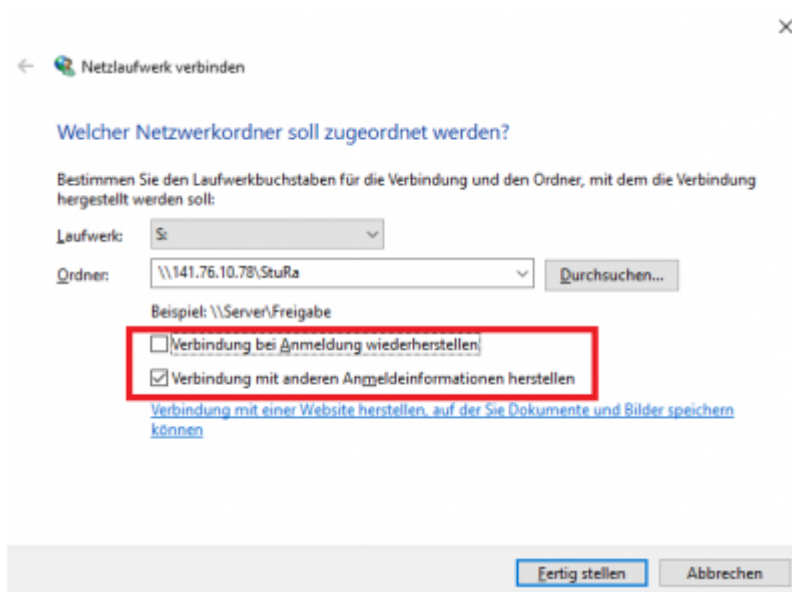 Netzlaufwerk verbinden
Welcher Netzwerkordner soll zugeordnet werden?
Bestimmen Sie den Laufwerkbuchstaben für die Verbindung und den Ordner, mit dem die Verbindung
hergestellt werden soll:
Laufwerk: S:
Ordner: \\141.76.10.78\StuRa Durchsuchen...
Beispiel: \\Server\Freigabe
Verbindung bei Anmeldung wiederherstellen
Verbindung mit anderen Anmeldeinformationen herstellen
Verbindung mit einer Website herstellen, auf der Sie Dokumente und Bilder speichern
können
Fertig stellen Abbrechen